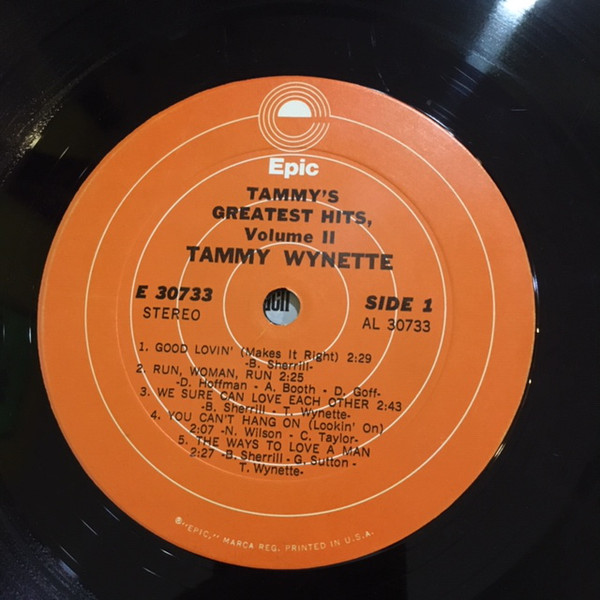 Epic
TAMMY'S
GREATEST HITS,
Volume II
TAMMY WYNETTE
E 30733
STEREO
SIDE 1
AL 30733
1. GOOD LOVIN' (Makes It Right) 2:29
-B. Sherrill-
2. RUN, WOMAN, RUN 2:25
-D. Hoffman - A. Booth - D. Goff-
3. WE SURE CAN LOVE EACH OTHER 2:43
-B. Sherrill - T. Wynette-
4. YOU CAN'T HANG ON (Lookin' On)
2:07 -N. Wilson - C. Taylor-
5. THE WAYS TO LOVE A MAN
2:27 -B. Sherrill - G. Sutton -
T. Wynette-
℗"EPIC," MARCA REG. PRINTED IN U.S.A.